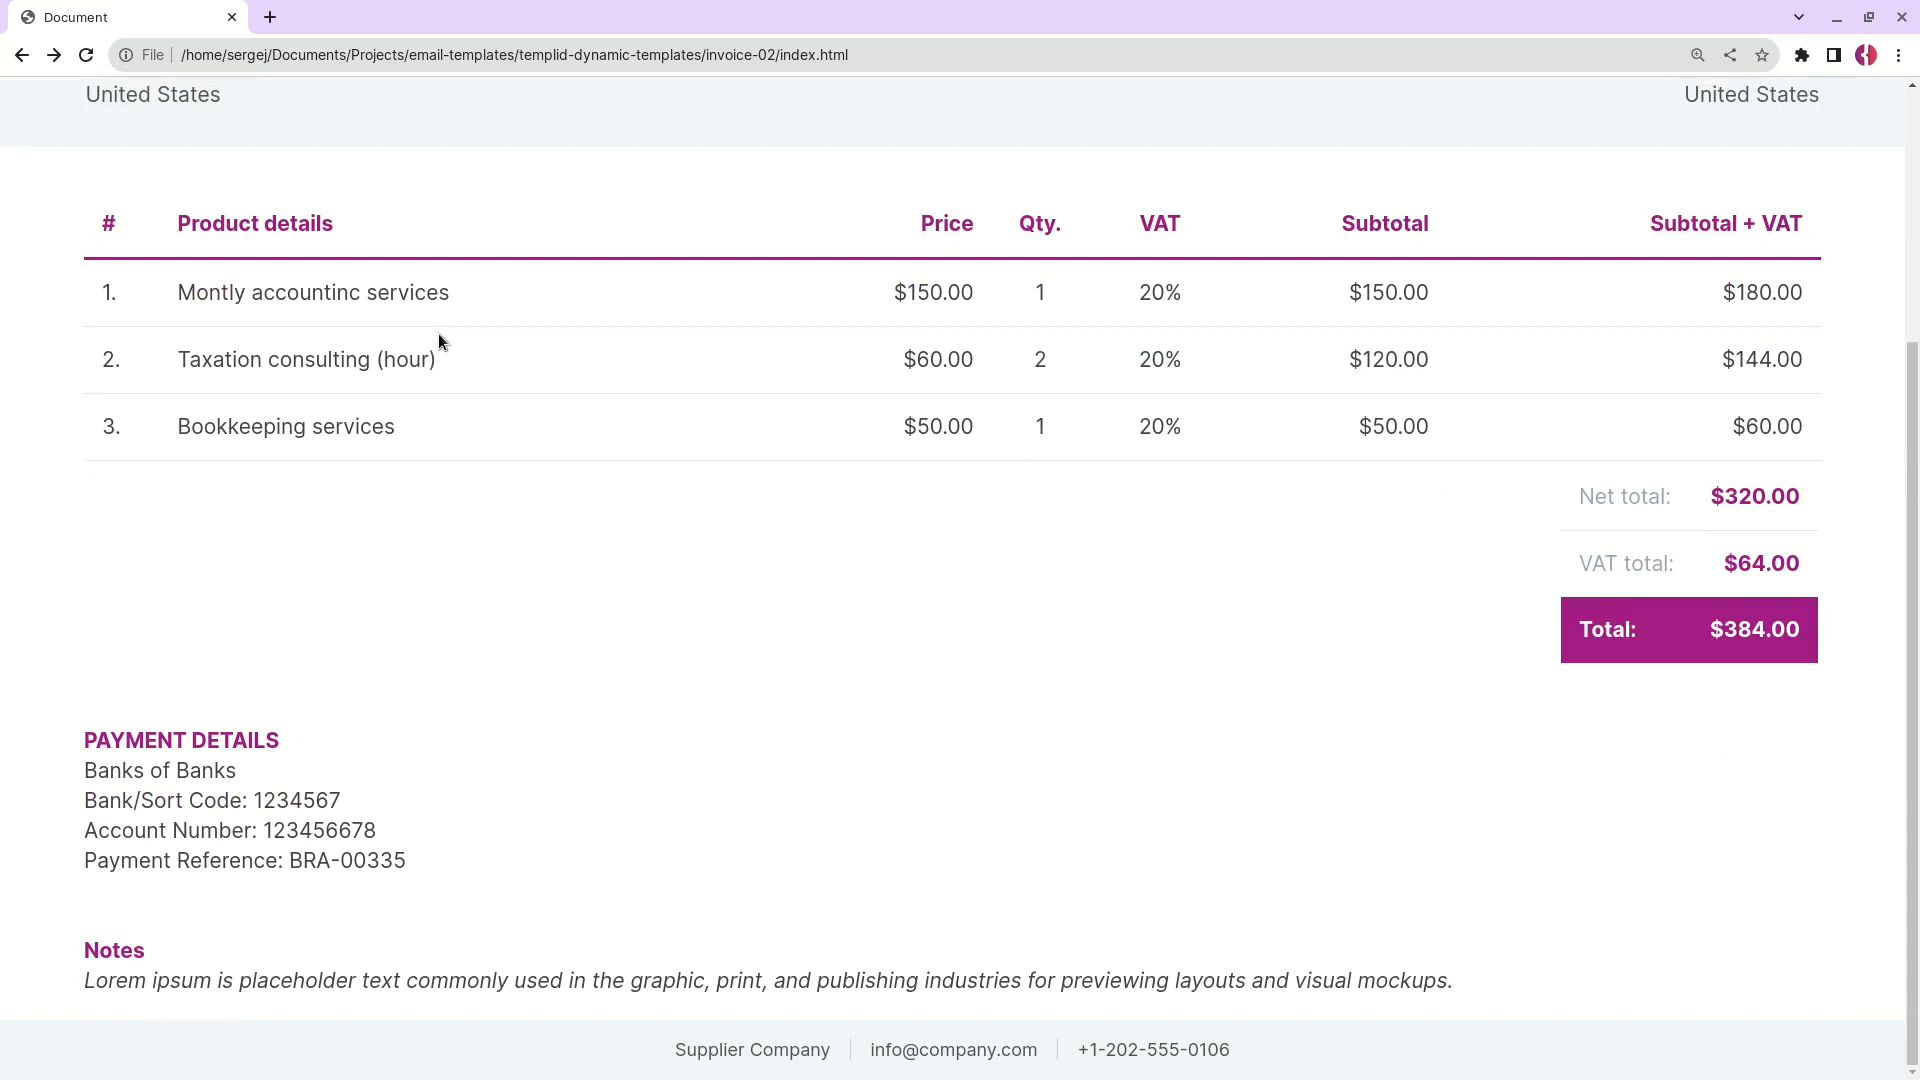 Document
File /home/sergej/Documents/Projects/email-templates/templid-dynamic-templates/invoice-02/index.html
United States United States
# Product details Price Qty. VAT Subtotal Subtotal + VAT
1. Montly accountinc services $150.00 1 20% $150.00 $180.00
2. Taxation consulting (hour) $60.00 2 20% $120.00 $144.00
3. Bookkeeping services $50.00 1 20% $50.00 $60.00
Net total: $320.00
VAT total: $64.00
Total: $384.00
PAYMENT DETAILS
Banks of Banks
Bank/Sort Code: 1234567
Account Number: 123456678
Payment Reference: BRA-00335
Notes
Lorem ipsum is placeholder text commonly used in the graphic, print, and publishing industries for previewing layouts and visual mockups.
Supplier Company info@company.com +1-202-555-0106